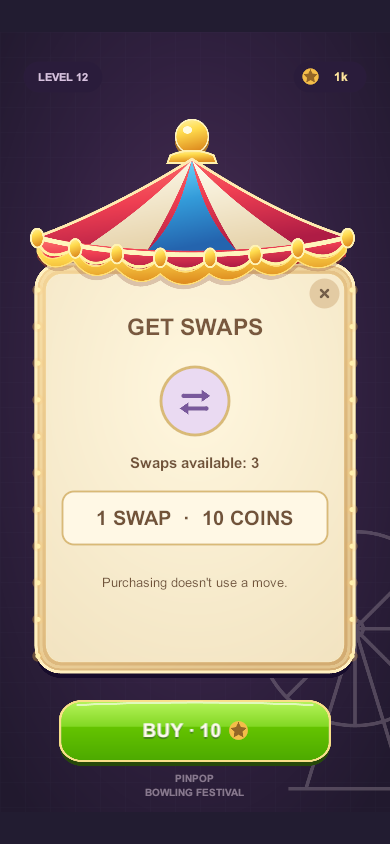 LEVEL 12
1k
GET SWAPS
Swaps available: 3
1 SWAP · 10 COINS
Purchasing doesn't use a move.
BUY · 10
PINPOP
BOWLING FESTIVAL